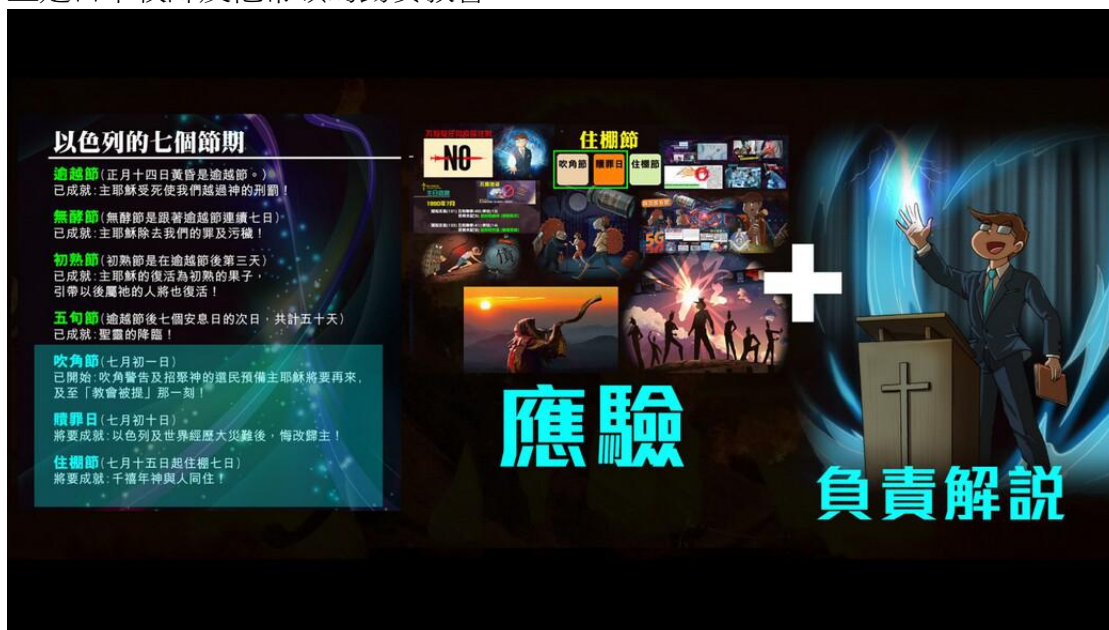 以色列的七個節期
逾越節(正月十四日黃昏是逾越節。)
已成就:主耶穌受死使我們越過神的刑罰!
無酵節(無酵節是跟著逾越節連續七日)
已成就:主耶穌除去我們的罪及污穢!
初熟節(初熟節是在逾越節後第三天)
已成就:主耶穌的復活為初熟的果子,
引帶以後屬祂的人將也復活!
五旬節(逾越節後七個安息日的次日,共計五十天)
已成就:聖靈的降臨!
吹角節(七月初一日)
已開始:吹角警告及招聚神的選民預備主耶穌將要再來,
及至「教會被提」那一刻!
贖罪日(七月初十日)
將要成就:以色列及世界經歷大災難後,悔改歸主!
住棚節(七月十五日起住棚七日)
將要成就:千禧年神與人同住!
NO
住棚節
吹角節 贖罪日 住棚節
1990年7月
5G
應驗
負責解説